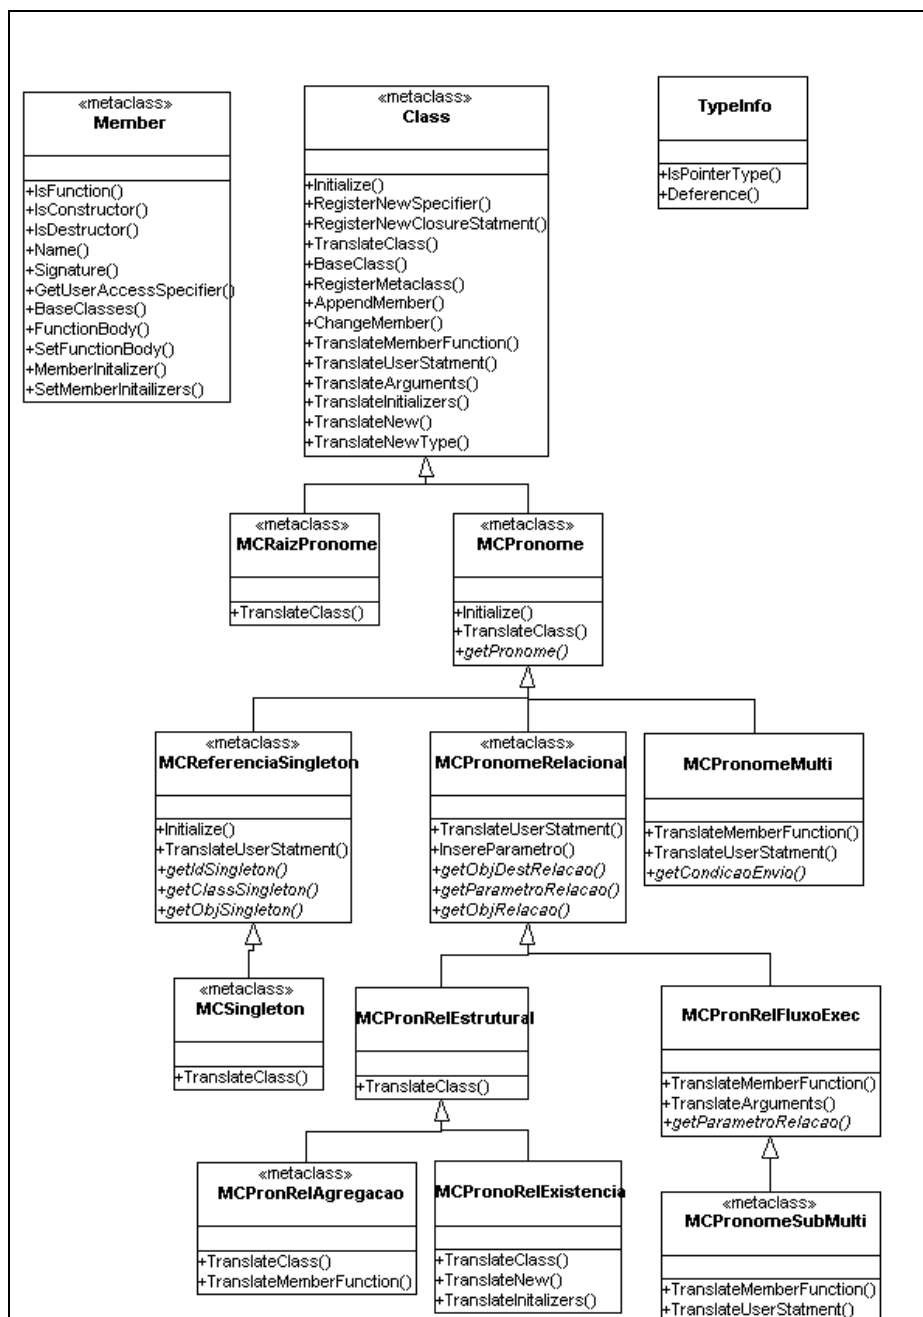 «metaclass»
Member
+IsFunction()
+IsConstructor()
+IsDestructor()
+Name()
+Signature()
+GetUserAccessSpecifier()
+BaseClasses()
+FunctionBody()
+SetFunctionBody()
+MemberInitalizer()
+SetMemberInitailizers()
«metaclass»
Class
+Initialize()
+RegisterNewSpecifier()
+RegisterNewClosureStatment()
+TranslateClass()
+BaseClass()
+RegisterMetaclass()
+AppendMember()
+ChangeMember()
+TranslateMemberFunction()
+TranslateUserStatment()
+TranslateArguments()
+TranslateInitializers()
+TranslateNew()
+TranslateNewType()
TypeInfo
+IsPointerType()
+Deference()
«metaclass»
MCRaizPronome
+TranslateClass()
«metaclass»
MCPronome
+Initialize()
+TranslateClass()
+getPronome()
«metaclass»
MCReferenciaSingleton
+Initialize()
+TranslateUserStatment()
+getIdSingleton()
+getClassSingleton()
+getObjSingleton()
«metaclass»
MCPronomeRelacional
+TranslateUserStatment()
+InsereParametro()
+getObjDestRelacao()
+getParametroRelacao()
+getObjRelacao()
MCPronomeMulti
+TranslateMemberFunction()
+TranslateUserStatment()
+getCondicaoEnvio()
«metaclass»
MCSingleton
+TranslateClass()
MCPronRelEstrutural
+TranslateClass()
MCPronRelFluxoExec
+TranslateMemberFunction()
+TranslateArguments()
+getParametroRelacao()
«metaclass»
MCPronRelAgregacao
+TranslateClass()
+TranslateMemberFunction()
MCPronoRelExistencia
+TranslateClass()
+TranslateNew()
+TranslateInitalizers()
«metaclass»
MCPronomeSubMulti
+TranslateMemberFunction()
+TranslateUserStatment()